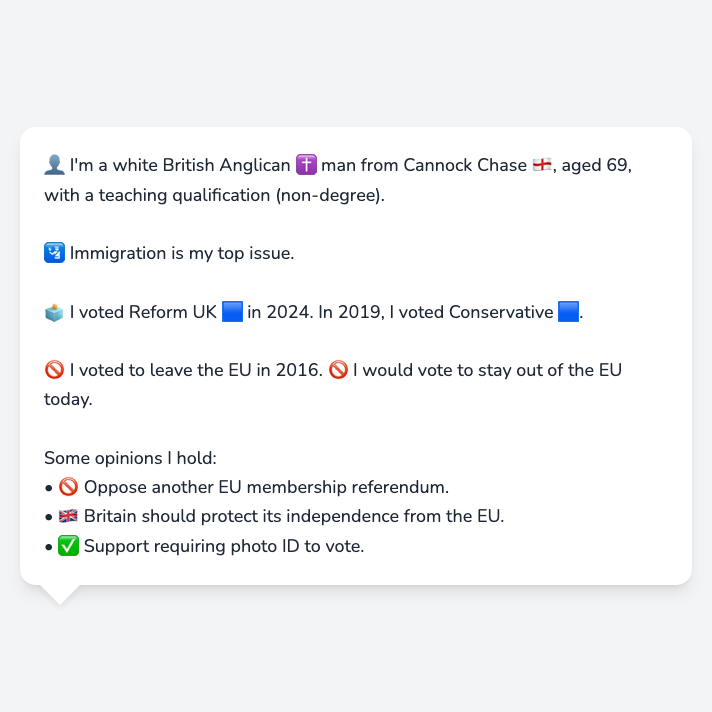 👤 I'm a white British Anglican ✝️ man from Cannock Chase 🏴󠁧󠁢󠁥󠁮󠁧󠁿, aged 69,
with a teaching qualification (non-degree).
🛂 Immigration is my top issue.
🗳️ I voted Reform UK 🟦 in 2024. In 2019, I voted Conservative 🟦.
🚫 I voted to leave the EU in 2016. 🚫 I would vote to stay out of the EU
today.
Some opinions I hold:
• 🚫 Oppose another EU membership referendum.
• 🇬🇧 Britain should protect its independence from the EU.
• ✅ Support requiring photo ID to vote.